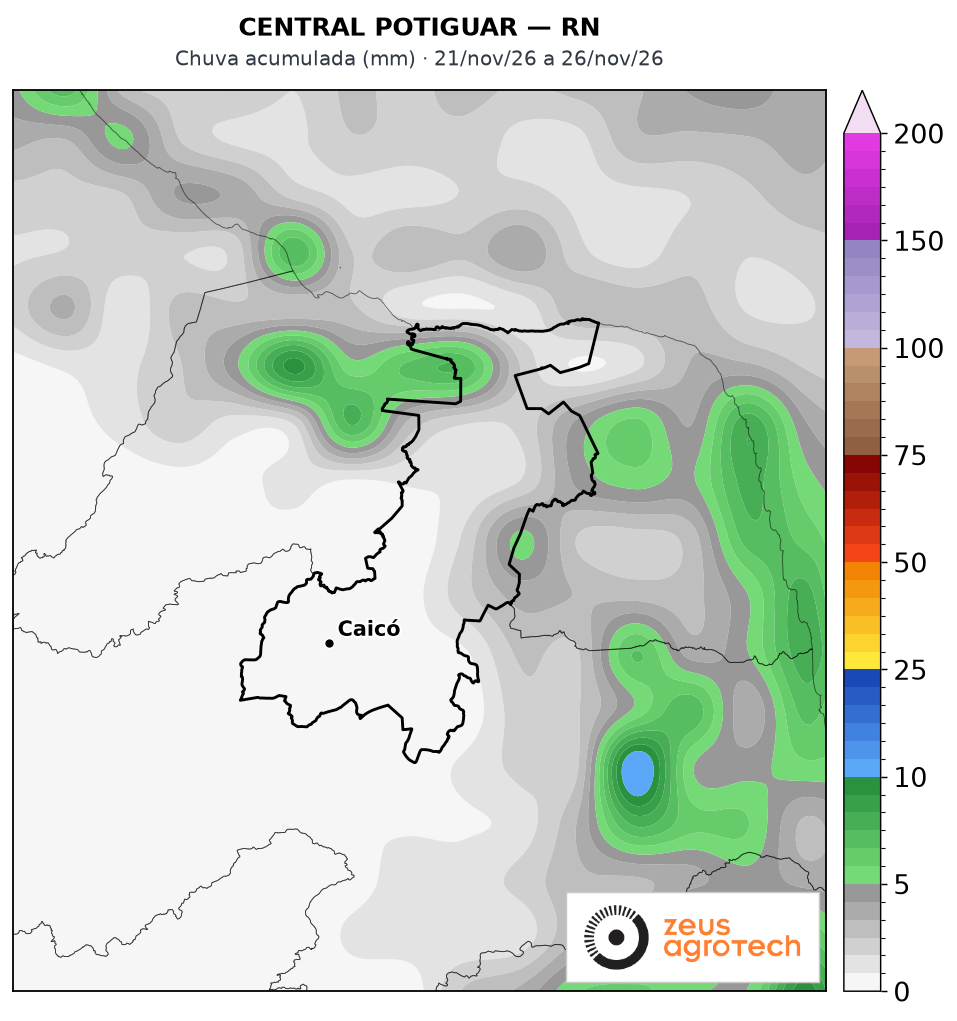 CENTRAL POTIGUAR — RN
Chuva acumulada (mm) · 21/nov/26 a 26/nov/26
200
150
100
75
50
25
10
5
0
Caicó
zeus
agrotech